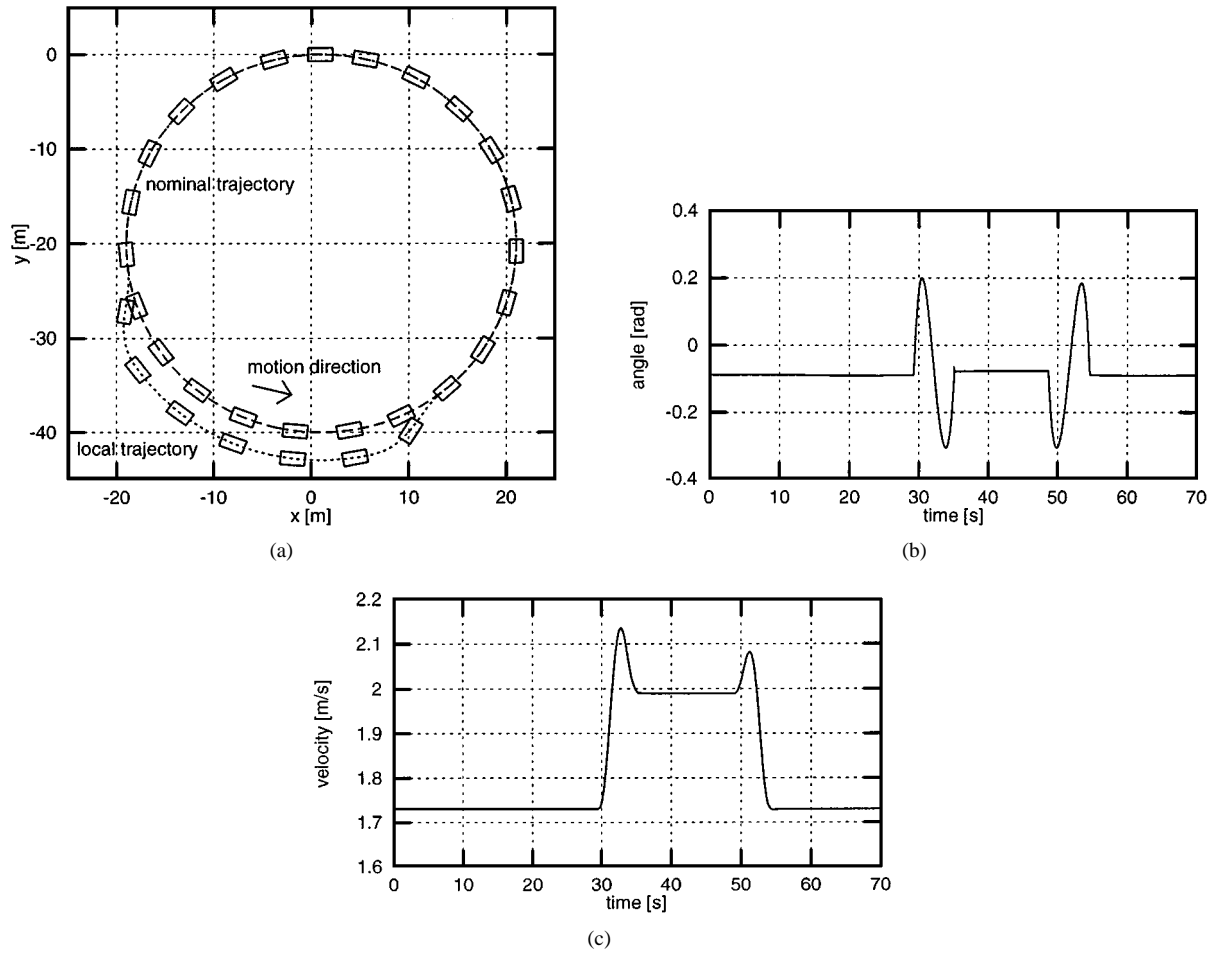 0
-10
-20
-30
-40
y [m]
nominal trajectory
motion direction
local trajectory
-20 -10 0 10 20
x [m]
(a)
0.4
0.2
0
-0.2
-0.4
angle [rad]
0 10 20 30 40 50 60 70
time [s]
(b)
2.2
2.1
2
1.9
1.8
1.7
1.6
velocity [m/s]
0 10 20 30 40 50 60 70
time [s]
(c)